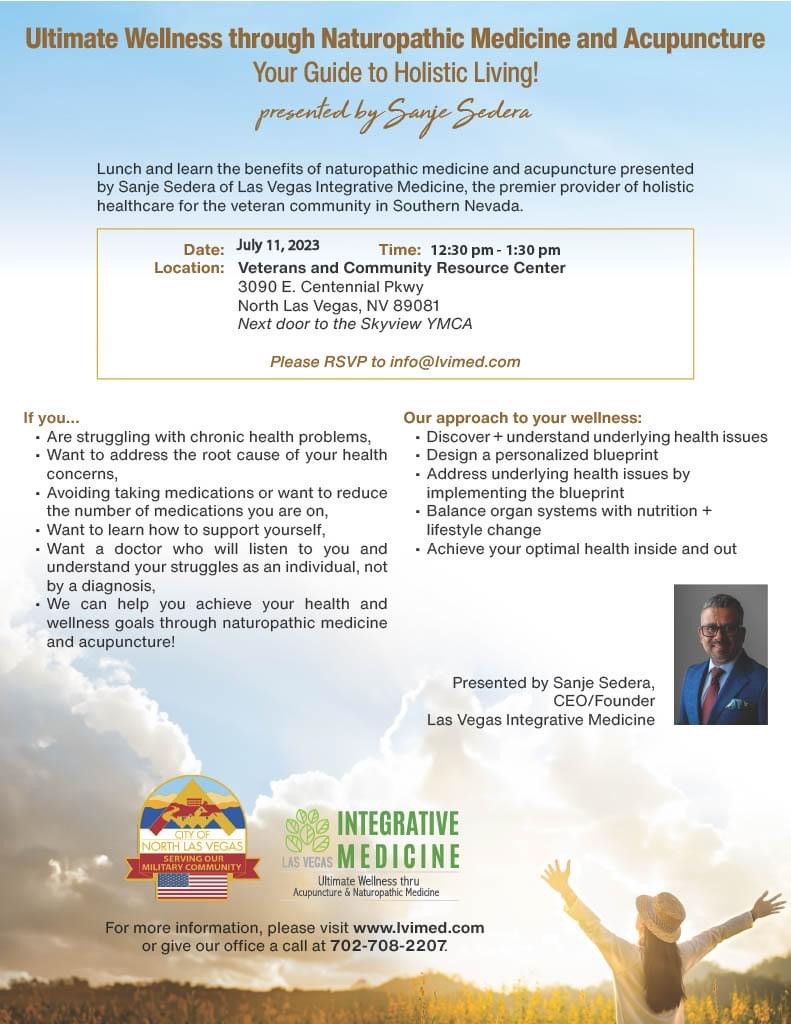 Ultimate Wellness through Naturopathic Medicine and Acupuncture
Your Guide to Holistic Living!
presented by Sanje Sedera
Lunch and learn the benefits of naturopathic medicine and acupuncture presented
by Sanje Sedera of Las Vegas Integrative Medicine, the premier provider of holistic
healthcare for the veteran community in Southern Nevada.
Date: July 11, 2023 Time: 12:30 pm - 1:30 pm
Location: Veterans and Community Resource Center
3090 E. Centennial Pkwy
North Las Vegas, NV 89081
Next door to the Skyview YMCA
Please RSVP to info@lvimed.com
If you...
▪ Are struggling with chronic health problems,
▪ Want to address the root cause of your health
concerns,
▪ Avoiding taking medications or want to reduce
the number of medications you are on,
▪ Want to learn how to support yourself,
▪ Want a doctor who will listen to you and
understand your struggles as an individual, not
by a diagnosis,
▪ We can help you achieve your health and
wellness goals through naturopathic medicine
and acupuncture!
Our approach to your wellness:
▪ Discover + understand underlying health issues
▪ Design a personalized blueprint
▪ Address underlying health issues by
implementing the blueprint
▪ Balance organ systems with nutrition +
lifestyle change
▪ Achieve your optimal health inside and out
Presented by Sanje Sedera,
CEO/Founder
Las Vegas Integrative Medicine
CITY OF
NORTH LAS VEGAS
SERVING OUR
MILITARY COMMUNITY
INTEGRATIVE
LAS VEGAS MEDICINE
Ultimate Wellness thru
Acupuncture & Naturopathic Medicine
For more information, please visit www.lvimed.com
or give our office a call at 702-708-2207.